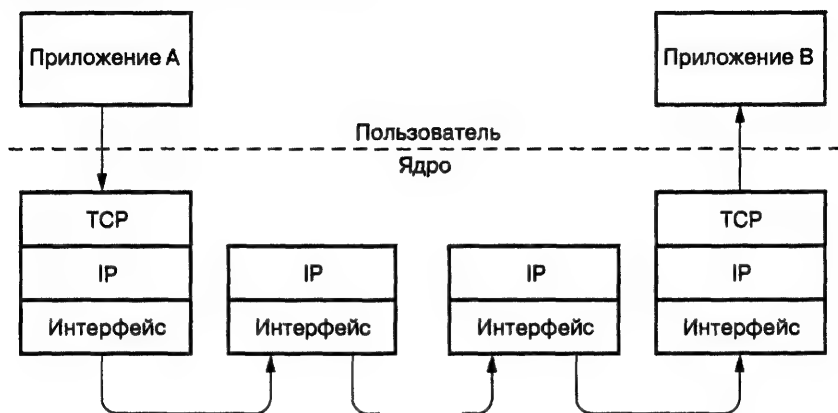 Приложение А
Приложение В
Пользователь
Ядро
TCP
IP
Интерфейс
IP
Интерфейс
IP
Интерфейс
TCP
IP
Интерфейс